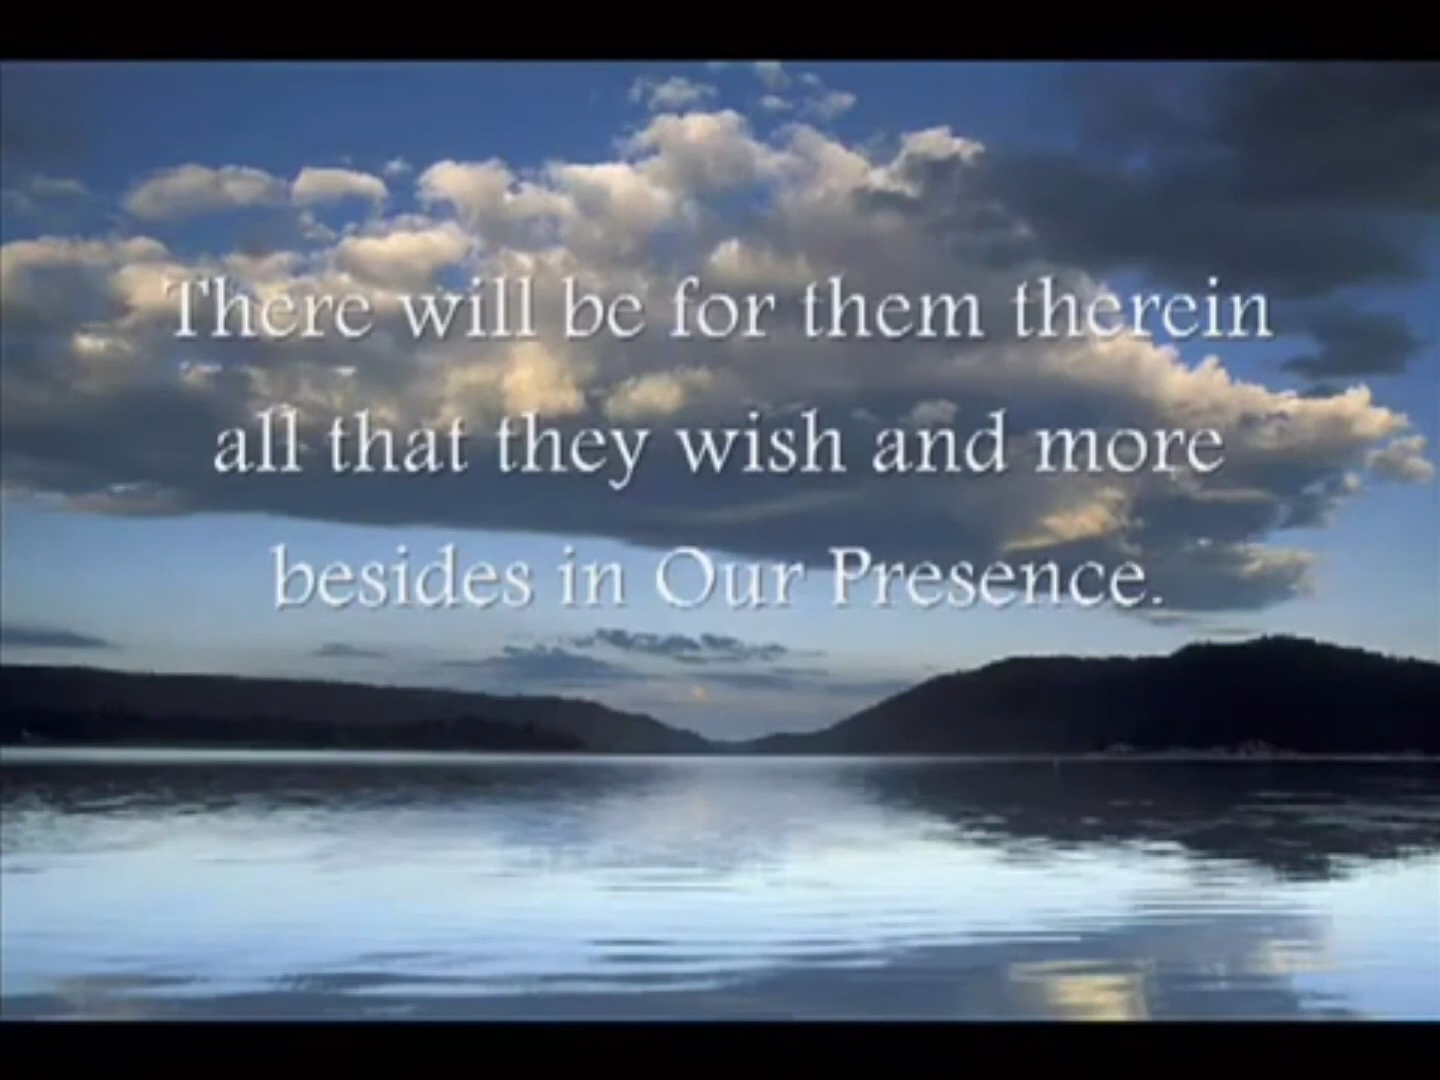 There will be for them therein
all that they wish and more
besides in Our Presence.